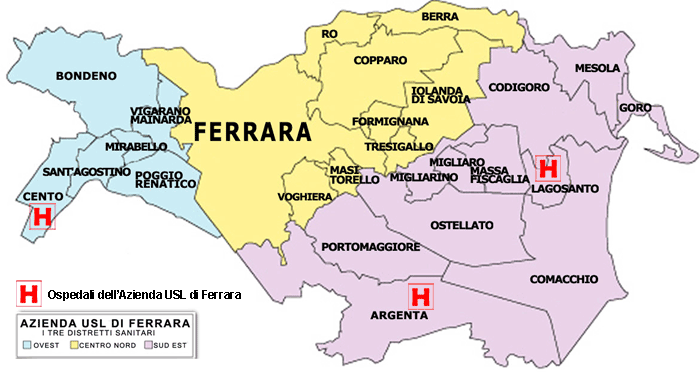 BERRA
RO
COPPARO
MESOLA
BONDENO
CODIGORO
IOLANDA
DI SAVOIA
GORO
VIGARANO
MAINARDA
FORMIGNANA
FERRARA
MIRABELLO
TRESIGALLO
SANT'AGOSTINO
MASI
TORELLO
MIGLIARO
MIGLIARINO
MASSA
FISCAGLIA
H
LAGOSANTO
POGGIO
RENATICO
CENTO
H
VOGHIERA
OSTELLATO
PORTOMAGGIORE
COMACCHIO
H
ARGENTA
H Ospedali dell'Azienda USL di Ferrara
AZIENDA USL DI FERRARA
I TRE DISTRETTI SANITARI
OVEST CENTRO NORD SUD EST